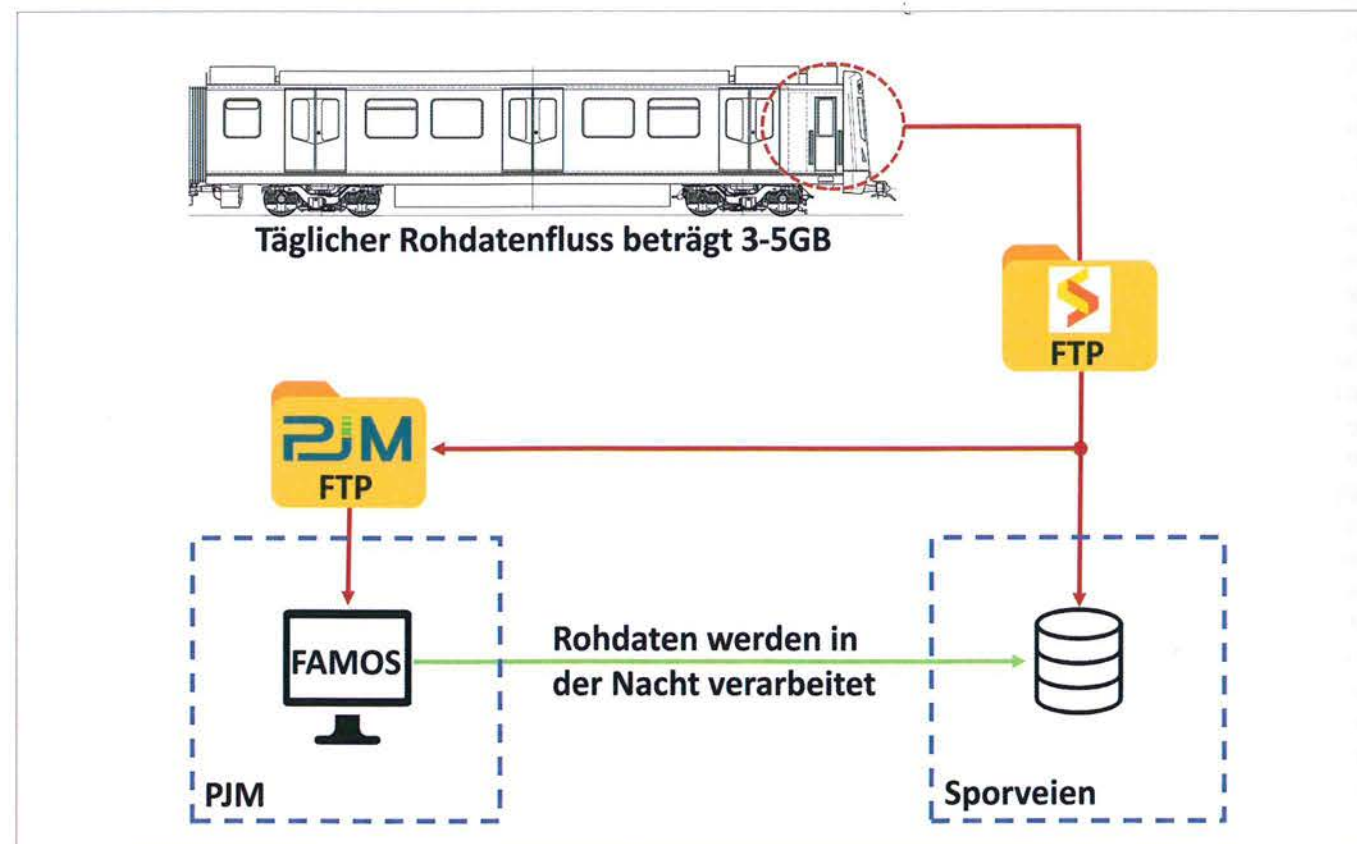 Täglicher Rohdatenfluss beträgt 3-5GB
FTP
PJM
FTP
FAMOS
Rohdaten werden in
der Nacht verarbeitet
PJM
Sporveien